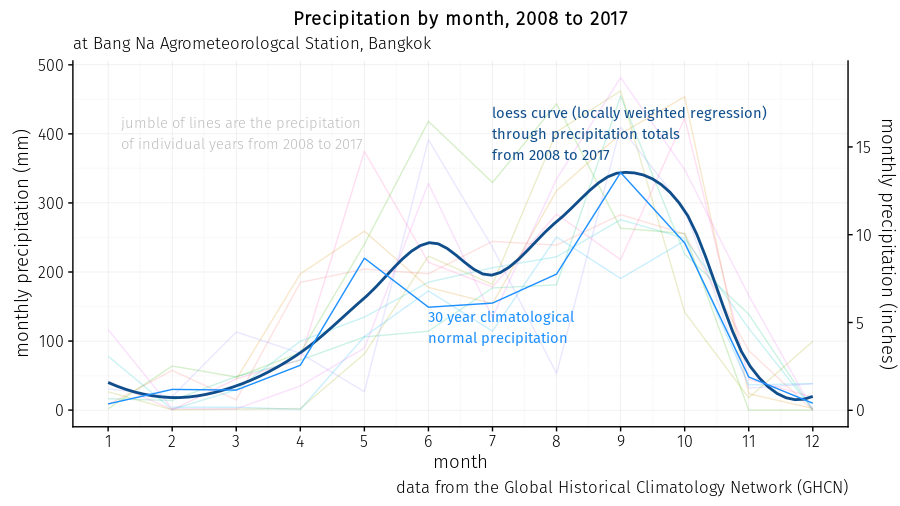 Precipitation by month, 2008 to 2017
at Bang Na Agrometeorologcal Station, Bangkok
500
400
300
200
100
0
monthly precipitation (mm)
jumble of lines are the precipitation
of individual years from 2008 to 2017
loess curve (locally weighted regression)
through precipitation totals
from 2008 to 2017
30 year climatological
normal precipitation
15
10
5
0
monthly precipitation (inches)
1 2 3 4 5 6 7 8 9 10 11 12
month
data from the Global Historical Climatology Network (GHCN)